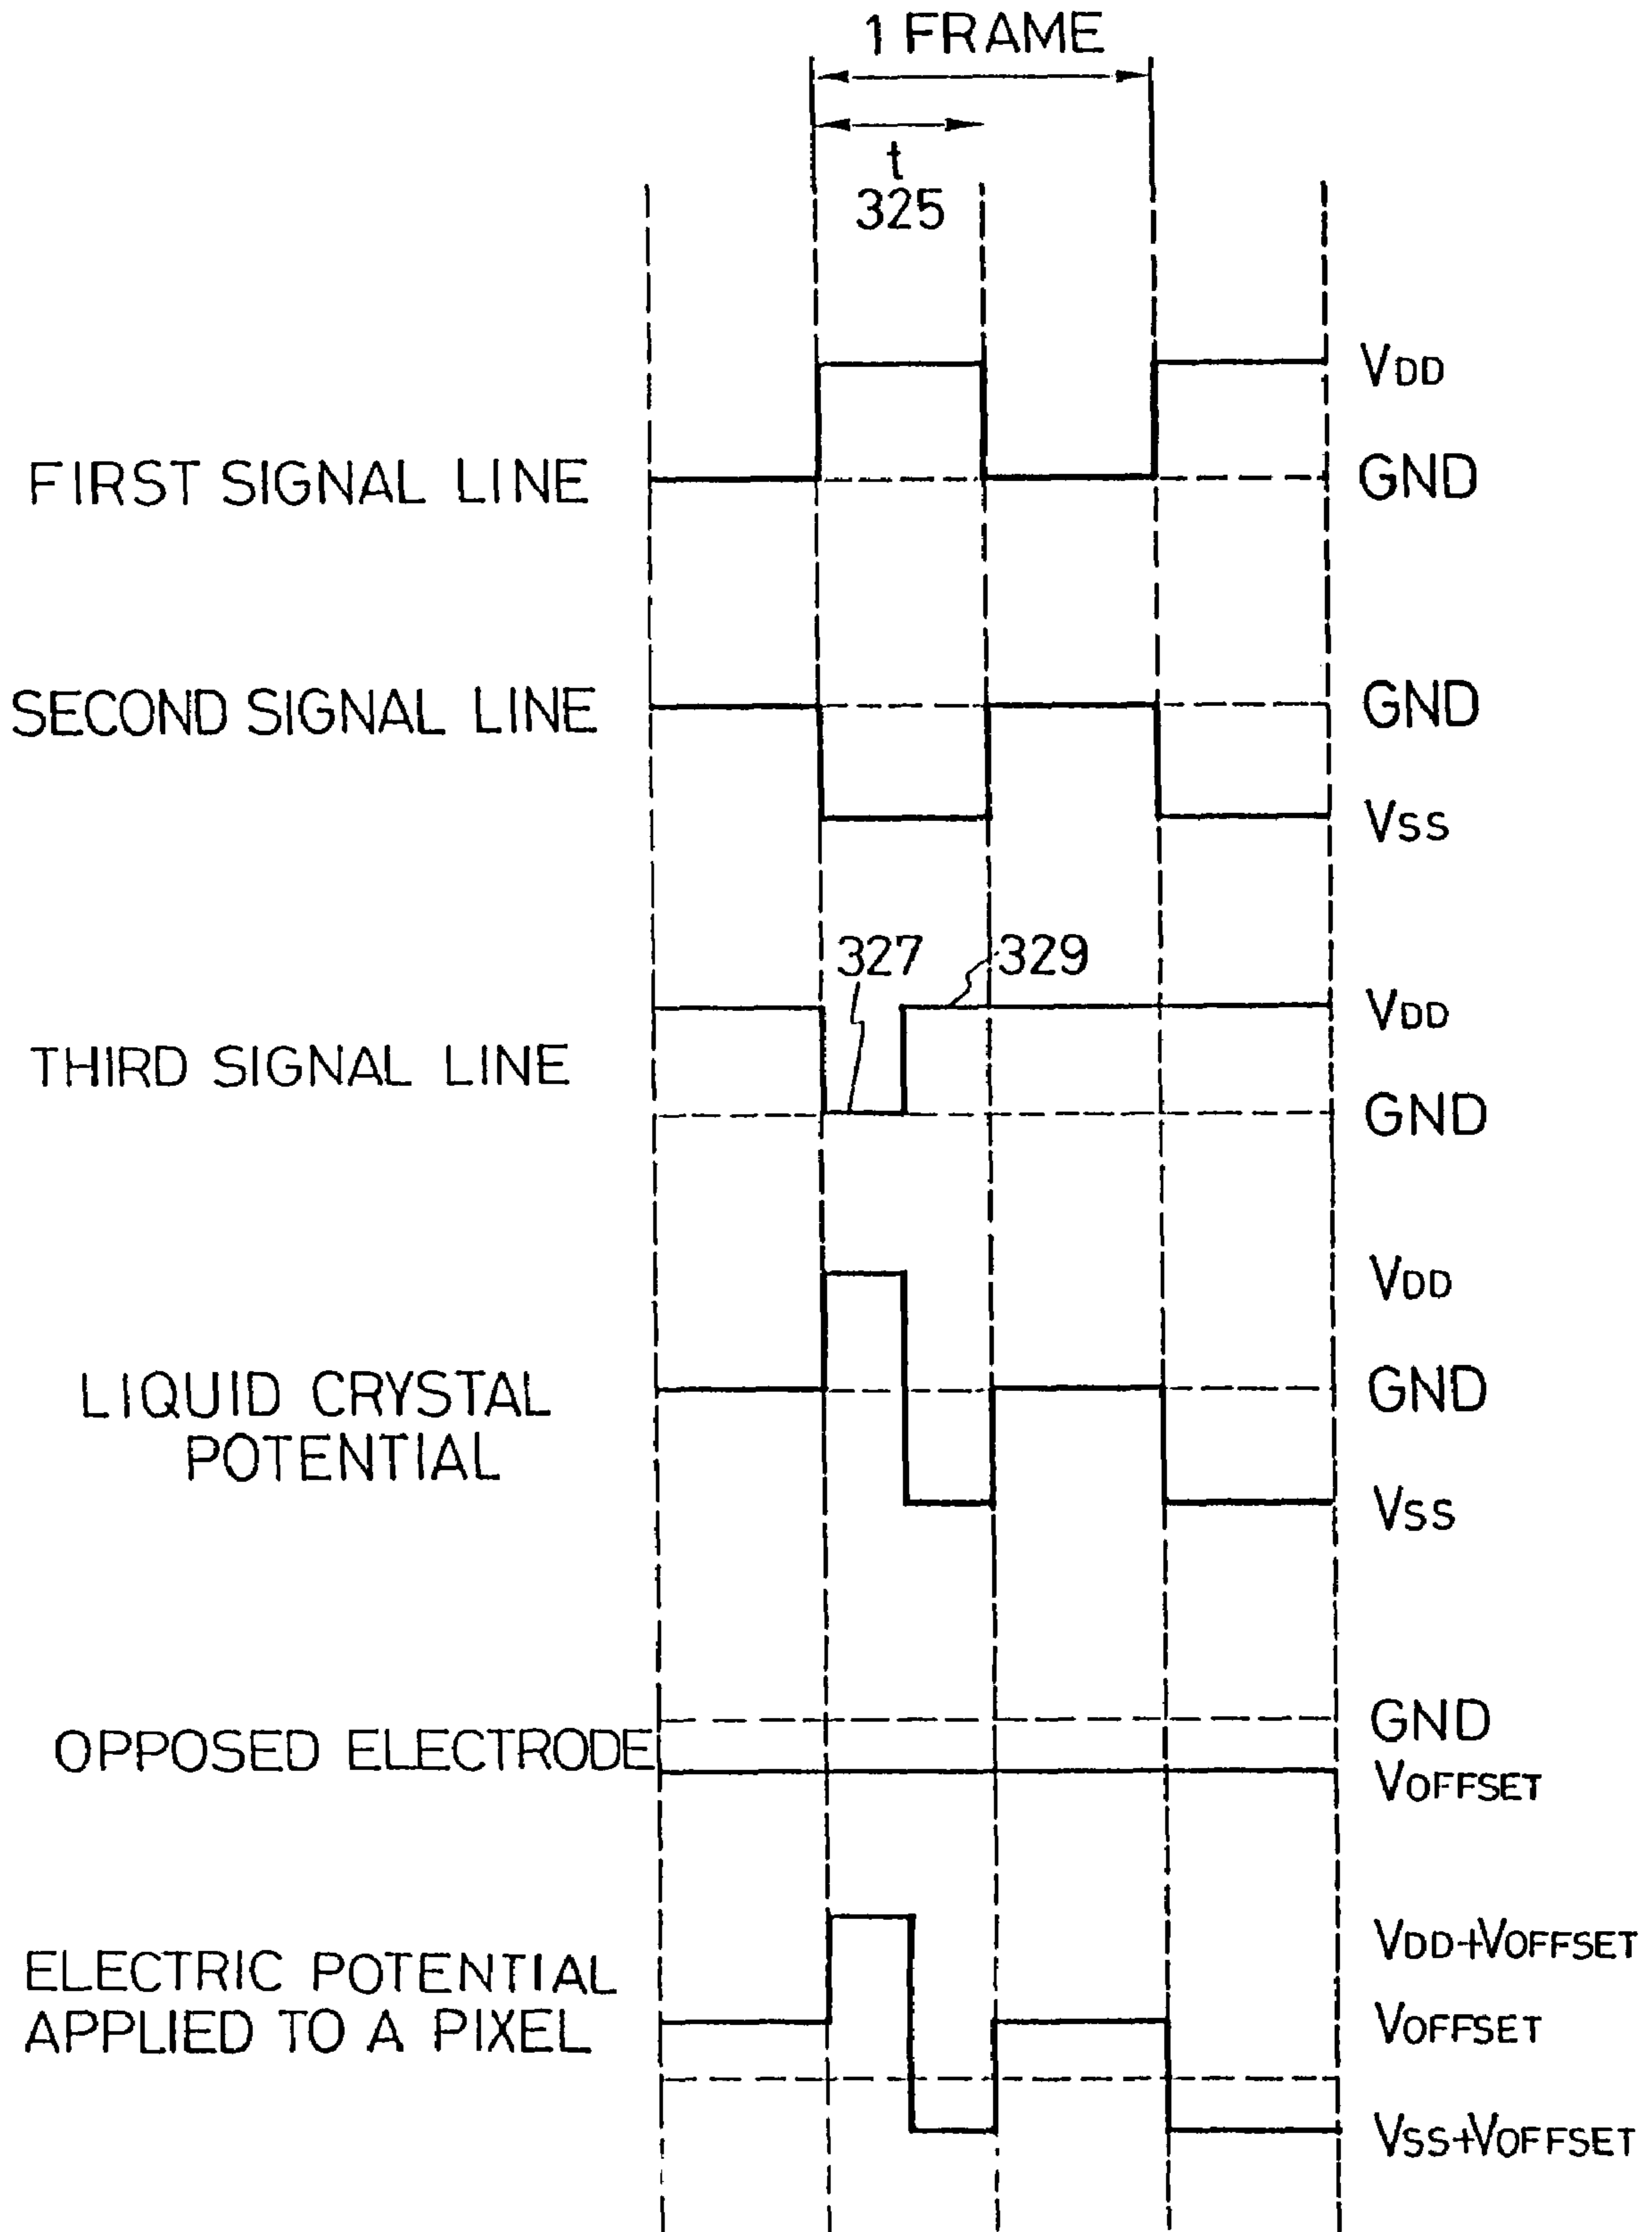 1 FRAME
t
325
VDD
FIRST SIGNAL LINE
GND
SECOND SIGNAL LINE
GND
VSS
327
329
VDD
THIRD SIGNAL LINE
GND
VDD
LIQUID CRYSTAL
POTENTIAL
GND
VSS
GND
OPPOSED ELECTRODE
VOFFSET
VDD+VOFFSET
ELECTRIC POTENTIAL
APPLIED TO A PIXEL
VOFFSET
VSS+VOFFSET